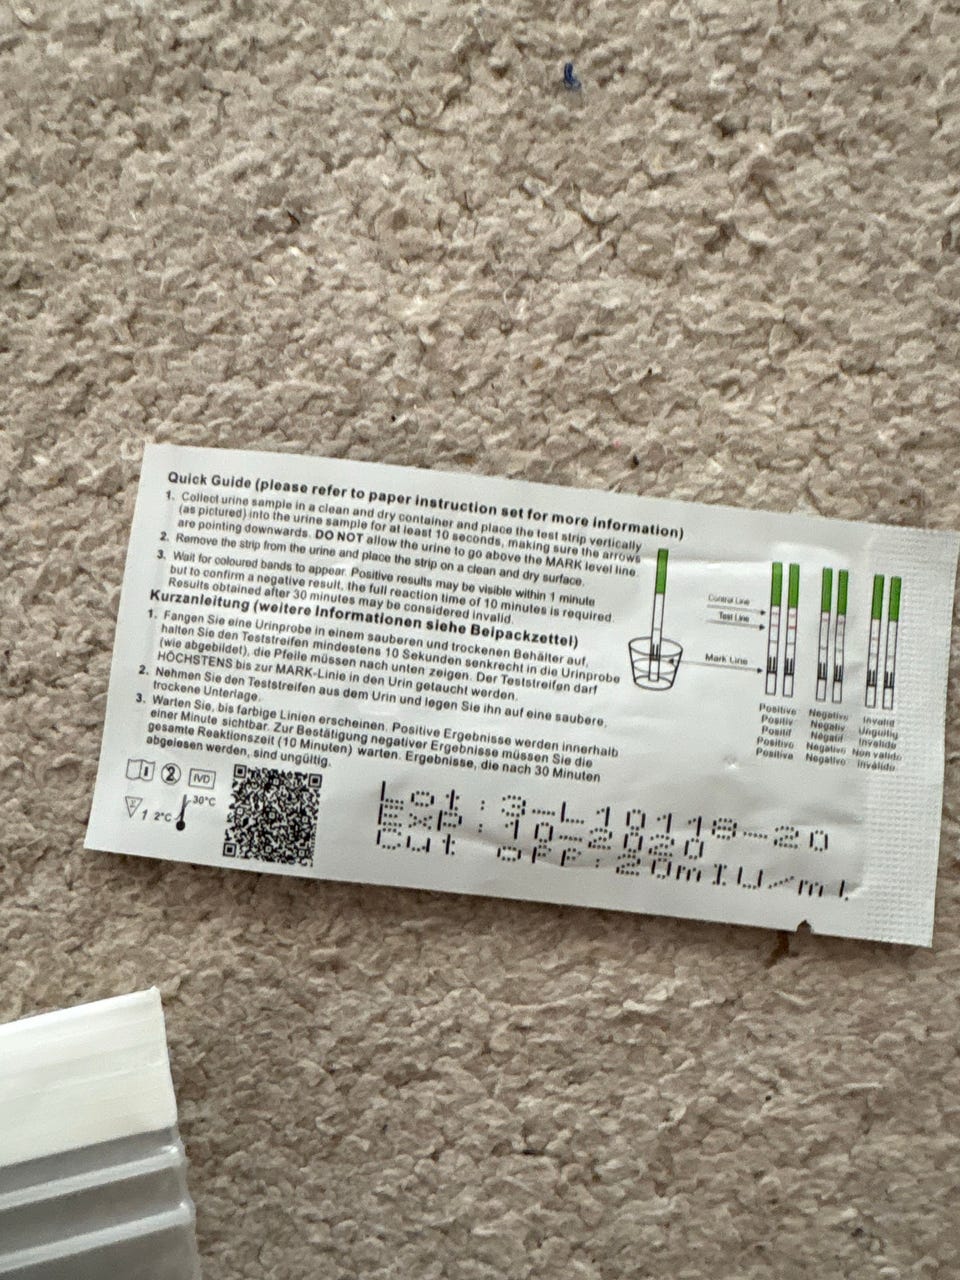 Quick Guide (please refer to paper instruction set for more information)
1. Collect urine sample in a clean and dry container and place the test strip vertically
(as pictured) into the urine sample for at least 10 seconds, making sure the arrows
are pointing downwards. DO NOT allow the urine to go above the MARK level line.
2. Remove the strip from the urine and place the strip on a clean and dry surface.
3. Wait for coloured bands to appear. Positive results may be visible within 1 minute
but to confirm a negative result, the full reaction time of 10 minutes is required.
Results obtained after 30 minutes may be considered invalid.
Kurzanleitung (weitere Informationen siehe Beipackzettel)
1. Fangen Sie eine Urinprobe in einem sauberen und trockenen Behälter auf,
halten Sie den Teststreifen mindestens 10 Sekunden senkrecht in die Urinprobe
(wie abgebildet), die Pfeile müssen nach unten zeigen. Der Teststreifen darf
HÖCHSTENS bis zur MARK-Linie in den Urin getaucht werden.
2. Nehmen Sie den Teststreifen aus dem Urin und legen Sie ihn auf eine saubere,
trockene Unterlage.
3. Warten Sie, bis farbige Linien erscheinen. Positive Ergebnisse werden innerhalb
einer Minute sichtbar. Zur Bestätigung negativer Ergebnisse müssen Sie die
gesamte Reaktionszeit (10 Minuten) warten. Ergebnisse, die nach 30 Minuten
abgelesen werden, sind ungültig.
Control Line
Test Line
Mark Line
Positive Negative Invalid
Positiv Negativ Ungültig
Positif Négatif Invalide
Positivo Negativo Non valido
Positivo Negativo Inválido
2 IVD
1 2°C 30°C
Lot: 3-L10118-20
Cut off: 20mIU/ml